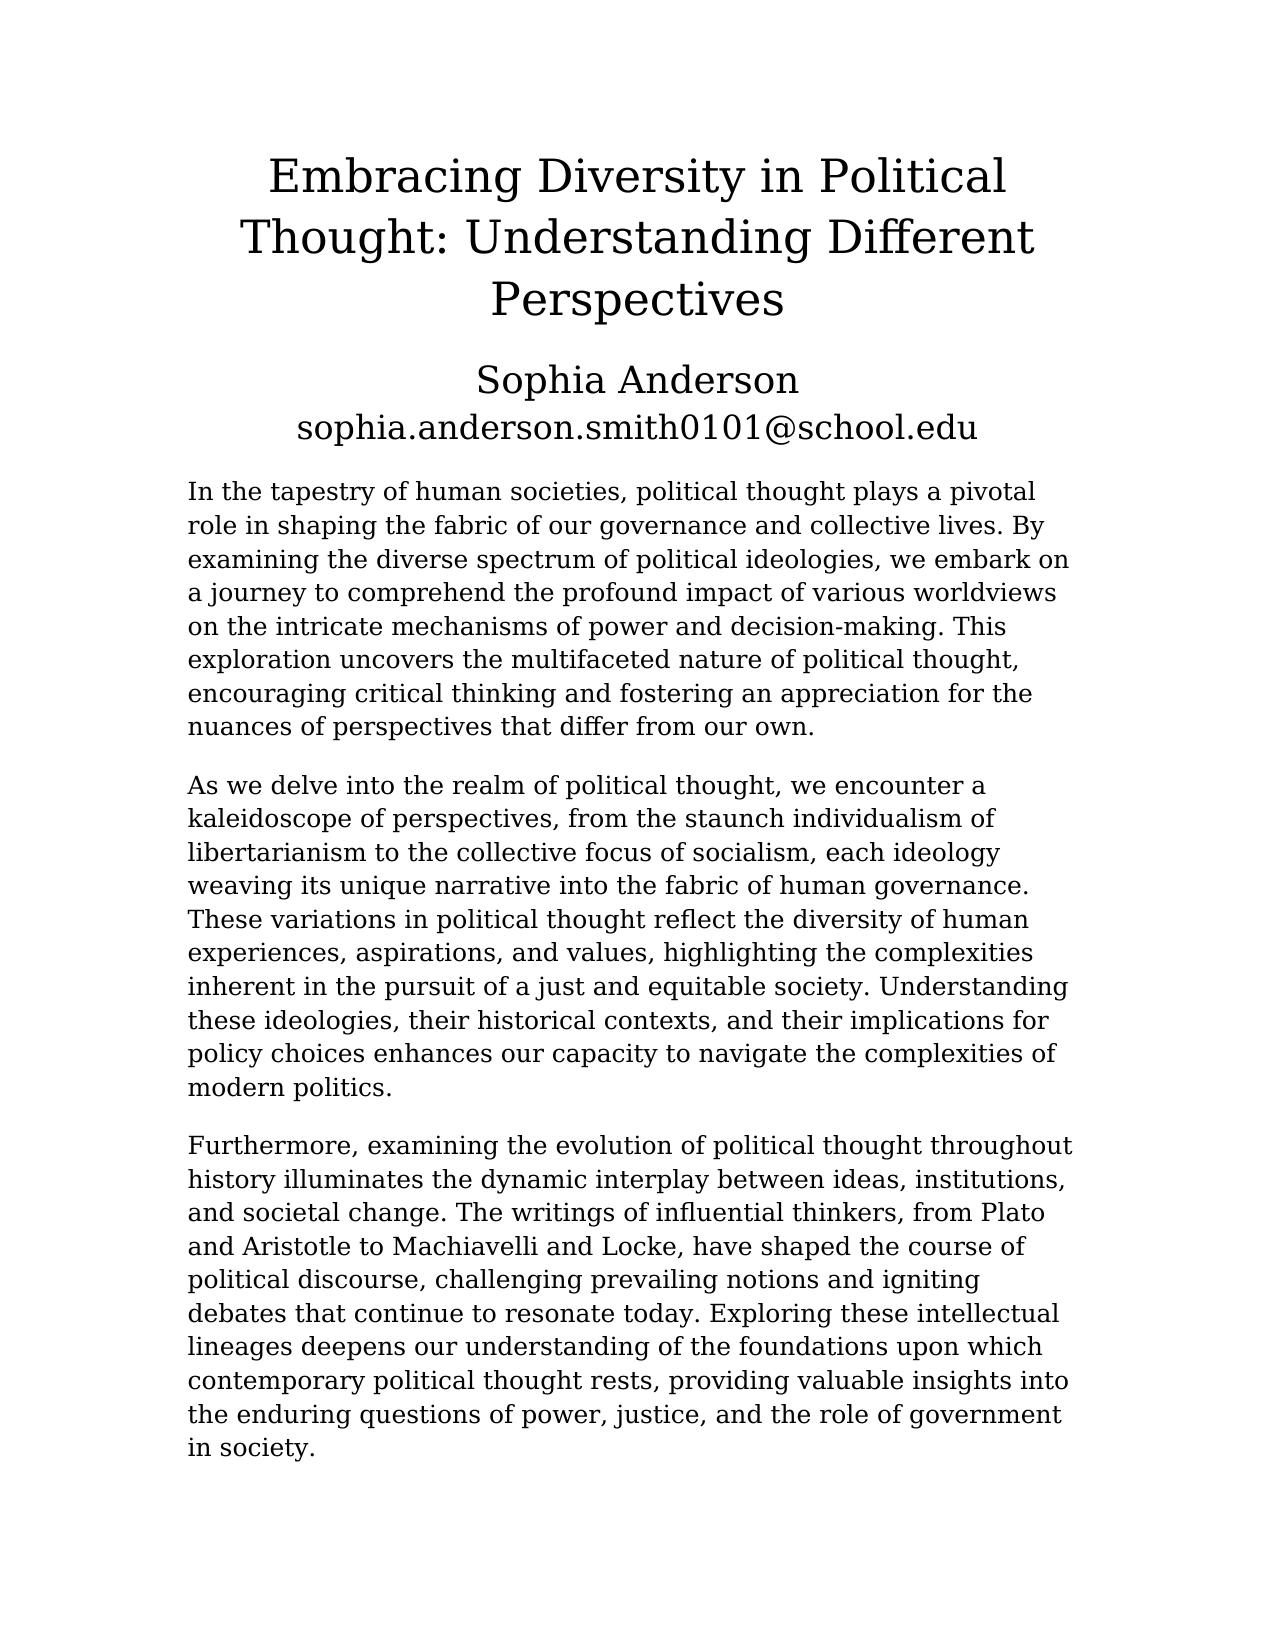 Embracing Diversity in Political
Thought: Understanding Different
Perspectives
Sophia Anderson
sophia.anderson.smith0101@school.edu
In the tapestry of human societies, political thought plays a pivotal
role in shaping the fabric of our governance and collective lives. By
examining the diverse spectrum of political ideologies, we embark on
a journey to comprehend the profound impact of various worldviews
on the intricate mechanisms of power and decision-making. This
exploration uncovers the multifaceted nature of political thought,
encouraging critical thinking and fostering an appreciation for the
nuances of perspectives that differ from our own.
As we delve into the realm of political thought, we encounter a
kaleidoscope of perspectives, from the staunch individualism of
libertarianism to the collective focus of socialism, each ideology
weaving its unique narrative into the fabric of human governance.
These variations in political thought reflect the diversity of human
experiences, aspirations, and values, highlighting the complexities
inherent in the pursuit of a just and equitable society. Understanding
these ideologies, their historical contexts, and their implications for
policy choices enhances our capacity to navigate the complexities of
modern politics.
Furthermore, examining the evolution of political thought throughout
history illuminates the dynamic interplay between ideas, institutions,
and societal change. The writings of influential thinkers, from Plato
and Aristotle to Machiavelli and Locke, have shaped the course of
political discourse, challenging prevailing notions and igniting
debates that continue to resonate today. Exploring these intellectual
lineages deepens our understanding of the foundations upon which
contemporary political thought rests, providing valuable insights into
the enduring questions of power, justice, and the role of government
in society.